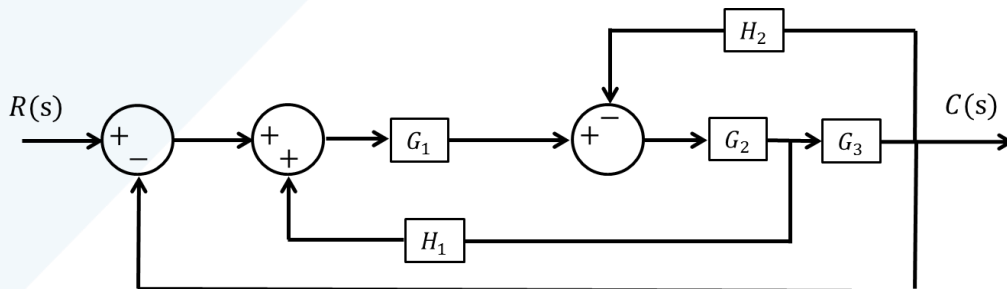 H₂
R(s)
C(s)
+ − + + + −
G₁
G₂
G₃
H₁